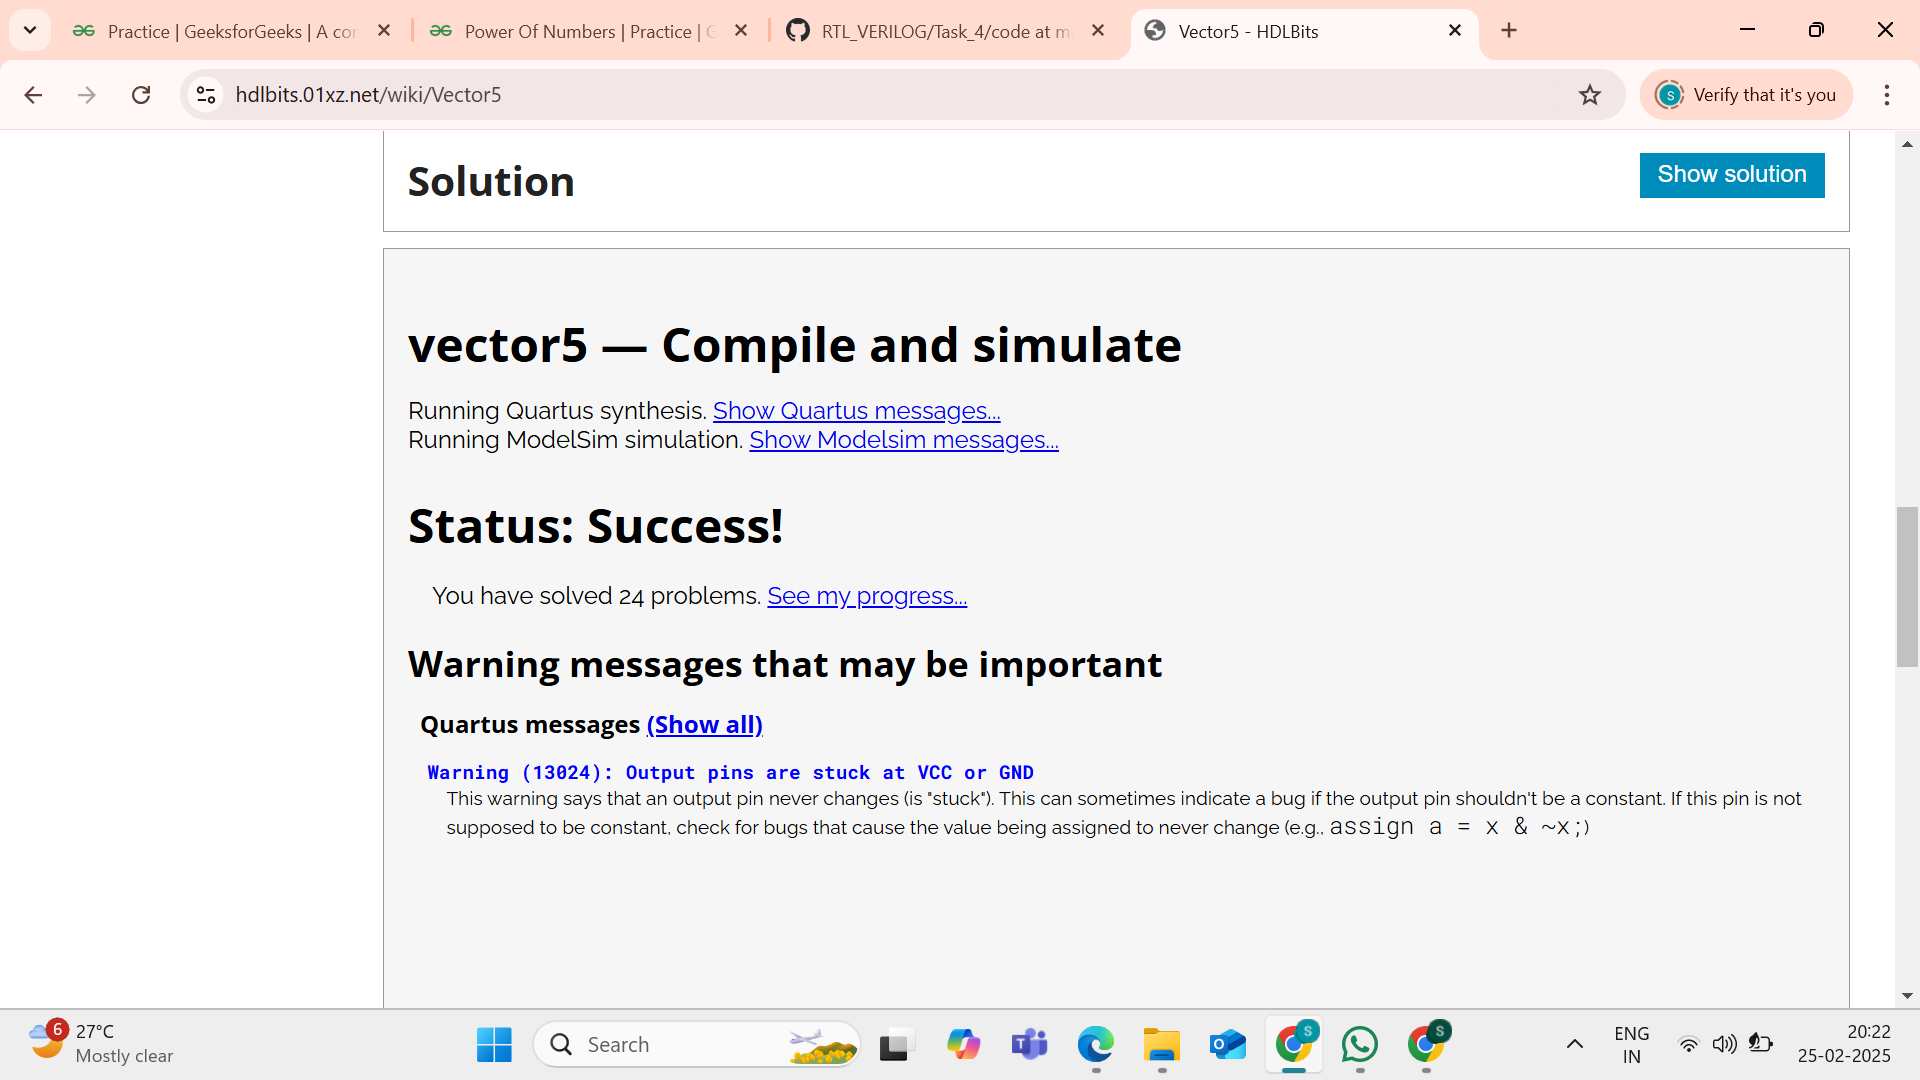 Practice | GeeksforGeeks | A co
Power Of Numbers | Practice |
RTL_VERILOG/Task_4/code at m
Vector5 - HDLBits
hdlbits.01xz.net/wiki/Vector5
S
Verify that it's you
Solution
Show solution
vector5 — Compile and simulate
Running Quartus synthesis. Show Quartus messages...
Running ModelSim simulation. Show Modelsim messages...
Status: Success!
You have solved 24 problems. See my progress...
Warning messages that may be important
Quartus messages (Show all)
Warning (13024): Output pins are stuck at VCC or GND
This warning says that an output pin never changes (is "stuck"). This can sometimes indicate a bug if the output pin shouldn't be a constant. If this pin is not
supposed to be constant, check for bugs that cause the value being assigned to never change (e.g., assign a = x & ~x;)
6
27°C
Mostly clear
Search
T
S
S
ENG
IN
20:22
25-02-2025